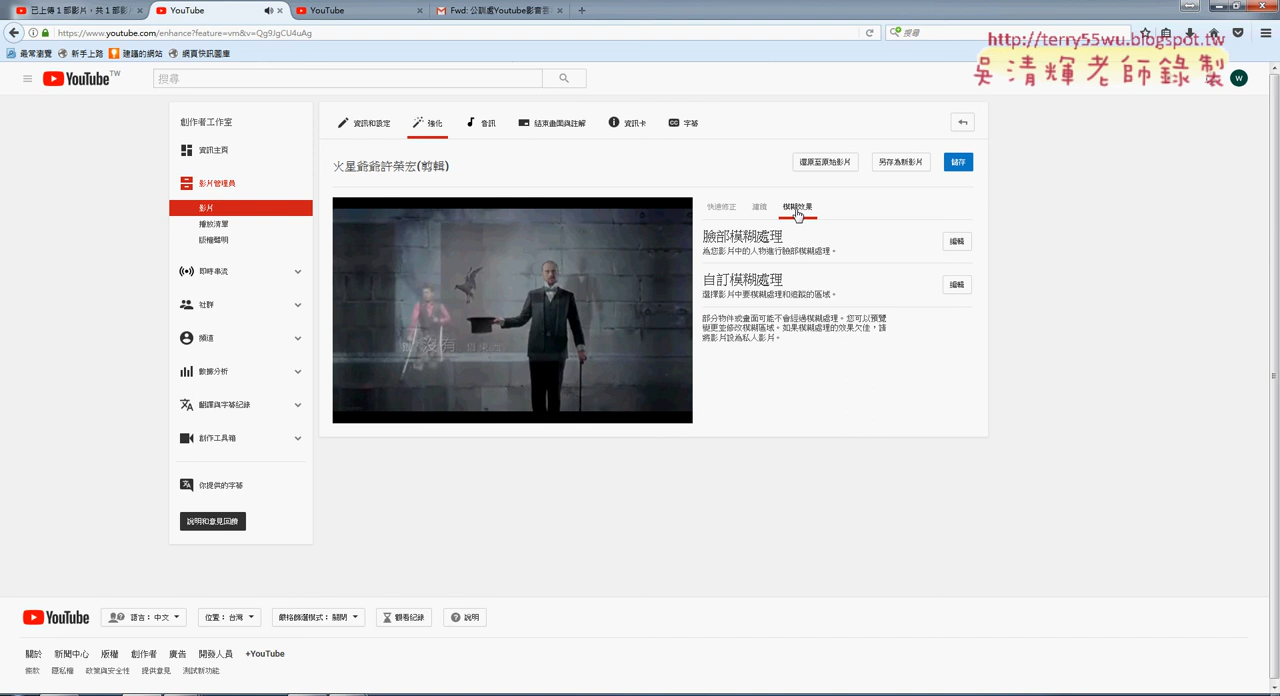 已上傳 1 部影片，共 1 部影
YouTube
YouTube
Fwd: 公訓處Youtube影音
https://www.youtube.com/enhance?feature=vm&v=Qg9JgCU4uAg
搜尋
最常瀏覽
新手上路
建議的網站
網頁快訊圖庫
http://terry55wu.blogspot.tw
吳清輝老師錄製
YouTube TW
搜尋
W
創作者工作室
資訊主頁
影片管理員
影片
播放清單
版權聲明
即時串流
社群
頻道
數據分析
翻譯與字幕紀錄
創作工具箱
你提供的字幕
說明和意見回饋
資訊和設定
強化
音訊
結束畫面與註解
資訊卡
CC 字幕
火星爺爺許榮宏(剪輯)
還原至原始影片
另存為新影片
儲存
沒有
快速修正
濾鏡
模糊效果
臉部模糊處理
為您影片中的人物進行臉部模糊處理。
編輯
自訂模糊處理
選擇影片中要模糊處理和追蹤的區域。
編輯
部分物件或畫面可能不會經過模糊處理。您可以預覽
變更並修改模糊區域。如果模糊處理的效果欠佳，請
將影片設為私人影片。
YouTube
語言：中文
位置：台灣
嚴格篩選模式：關閉
觀看紀錄
說明
關於
新聞中心
版權
創作者
廣告
開發人員
+YouTube
條款
隱私權
政策與安全性
提供意見
測試新功能